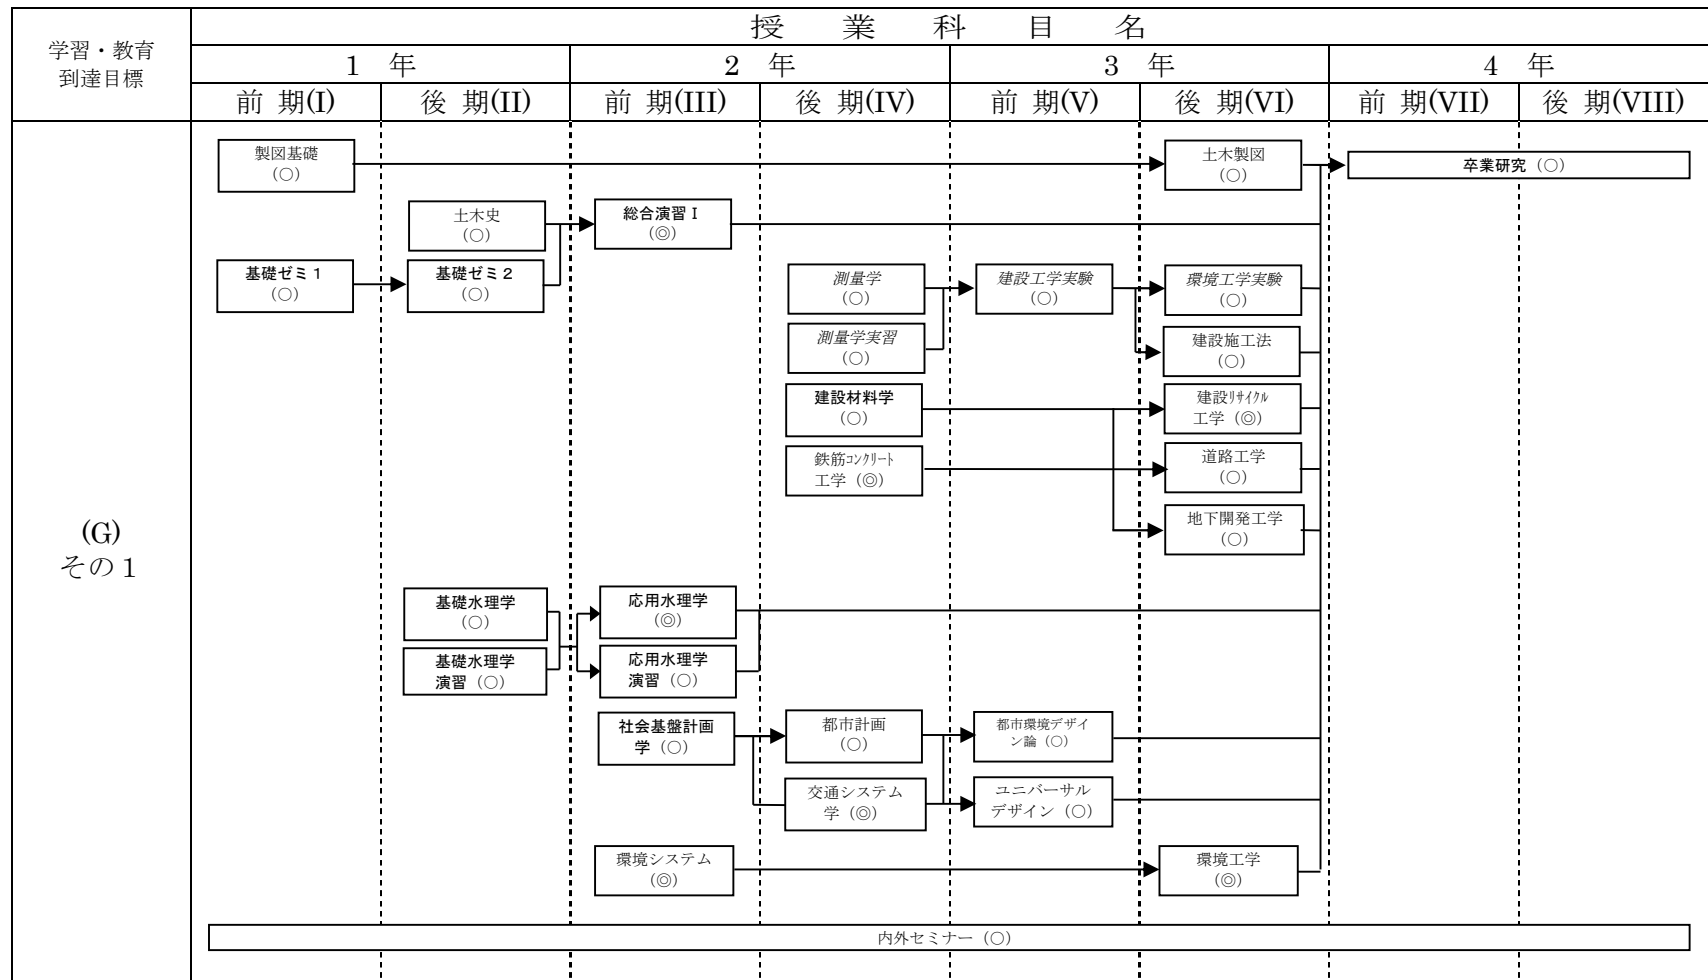 学習・教育
到達目標
授業科目名
1 年
2 年
3 年
4 年
前 期(I)
後 期(II)
前 期(III)
後 期(IV)
前 期(V)
後 期(VI)
前 期(VII)
後 期(VIII)
(G)
その1
製図基礎
(○)
土木製図
(○)
卒業研究 (○)
土木史
(○)
総合演習Ⅰ
(◎)
基礎ゼミ1
(○)
基礎ゼミ2
(○)
測量学
(○)
建設工学実験
(○)
環境工学実験
(○)
測量学実習
(○)
建設施工法
(○)
建設材料学
(○)
建設ﾘｻｲｸﾙ
工学 (◎)
鉄筋ｺﾝｸﾘｰﾄ
工学 (◎)
道路工学
(○)
地下開発工学
(○)
基礎水理学
(○)
応用水理学
(◎)
基礎水理学
演習 (○)
応用水理学
演習 (○)
社会基盤計画
学 (○)
都市計画
(○)
都市環境デザイ
ン論 (○)
交通システム
学 (◎)
ユニバーサル
デザイン (○)
環境システム
(◎)
環境工学
(◎)
内外セミナー (○)